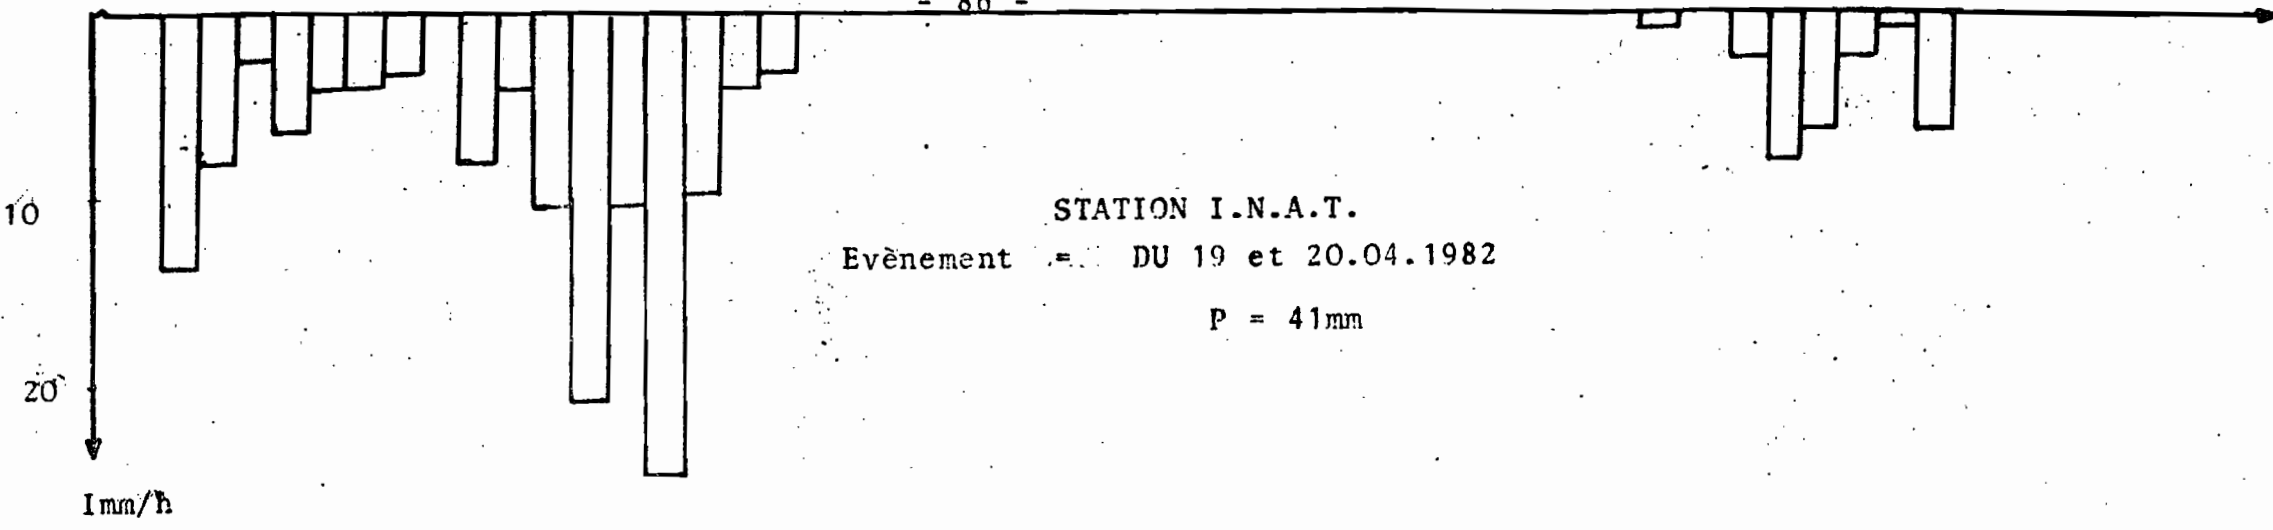 10
STATION I.N.A.T.
Evènement = DU 19 et 20.04.1982
P = 41mm
20
Imm/h